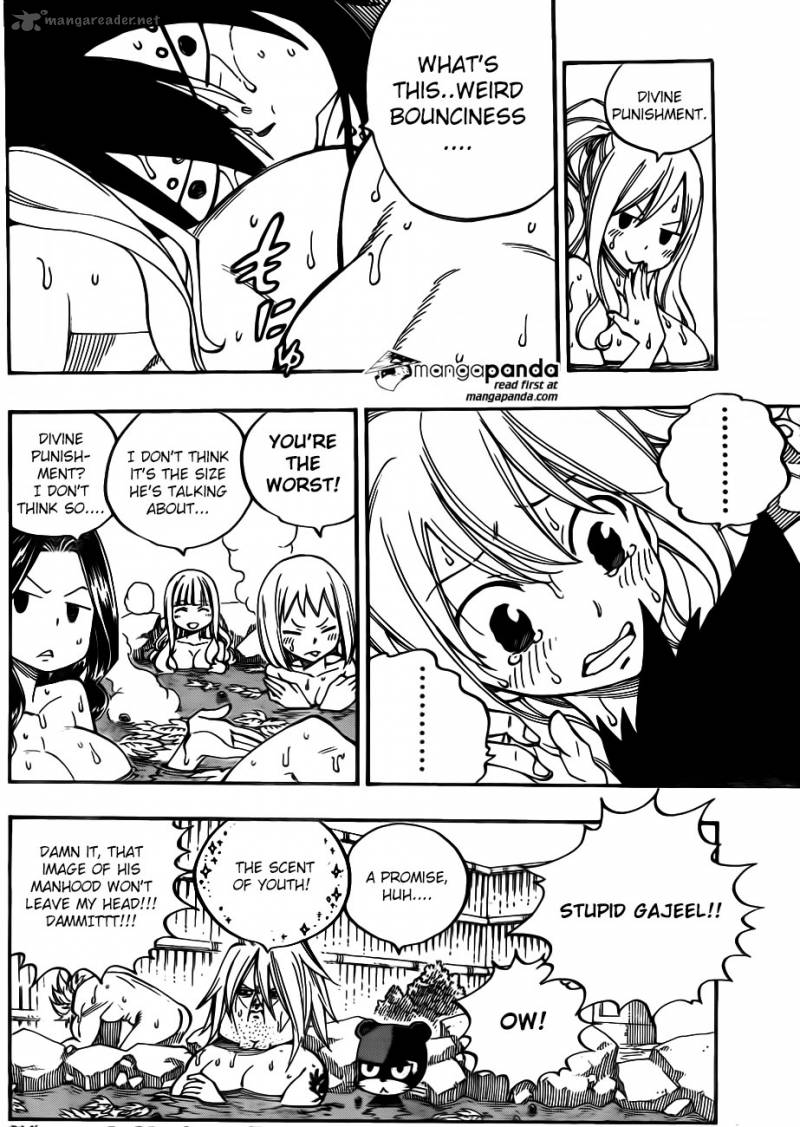 mangareader.net
WHAT'S
THIS..WEIRD
BOUNCINESS
....
DIVINE
PUNISHMENT.
mangapanda
read first at
mangapanda.com
DIVINE
PUNISH-
MENT?
I DON'T
THINK SO....
I DON'T THINK
IT'S THE SIZE
HE'S TALKING
ABOUT...
YOU'RE
THE
WORST!
.........
.........
DAMN IT, THAT
IMAGE OF HIS
MANHOOD WON'T
LEAVE MY HEAD!!!
DAMMITTT!!!
THE SCENT
OF YOUTH!
A PROMISE,
HUH....
STUPID GAJEEL!!
OW!